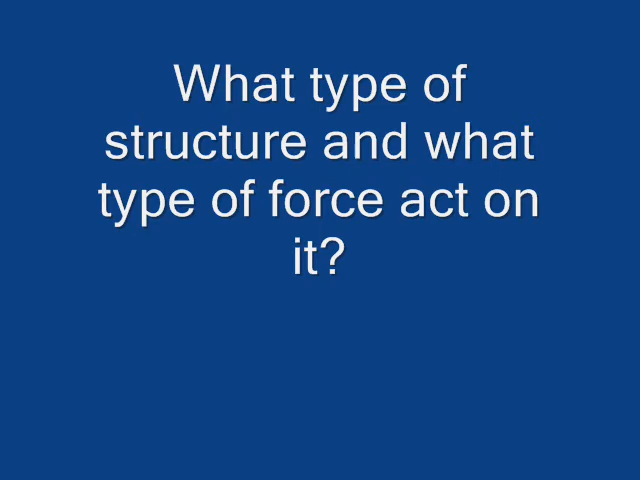 What type of
structure and what
type of force act on
it?